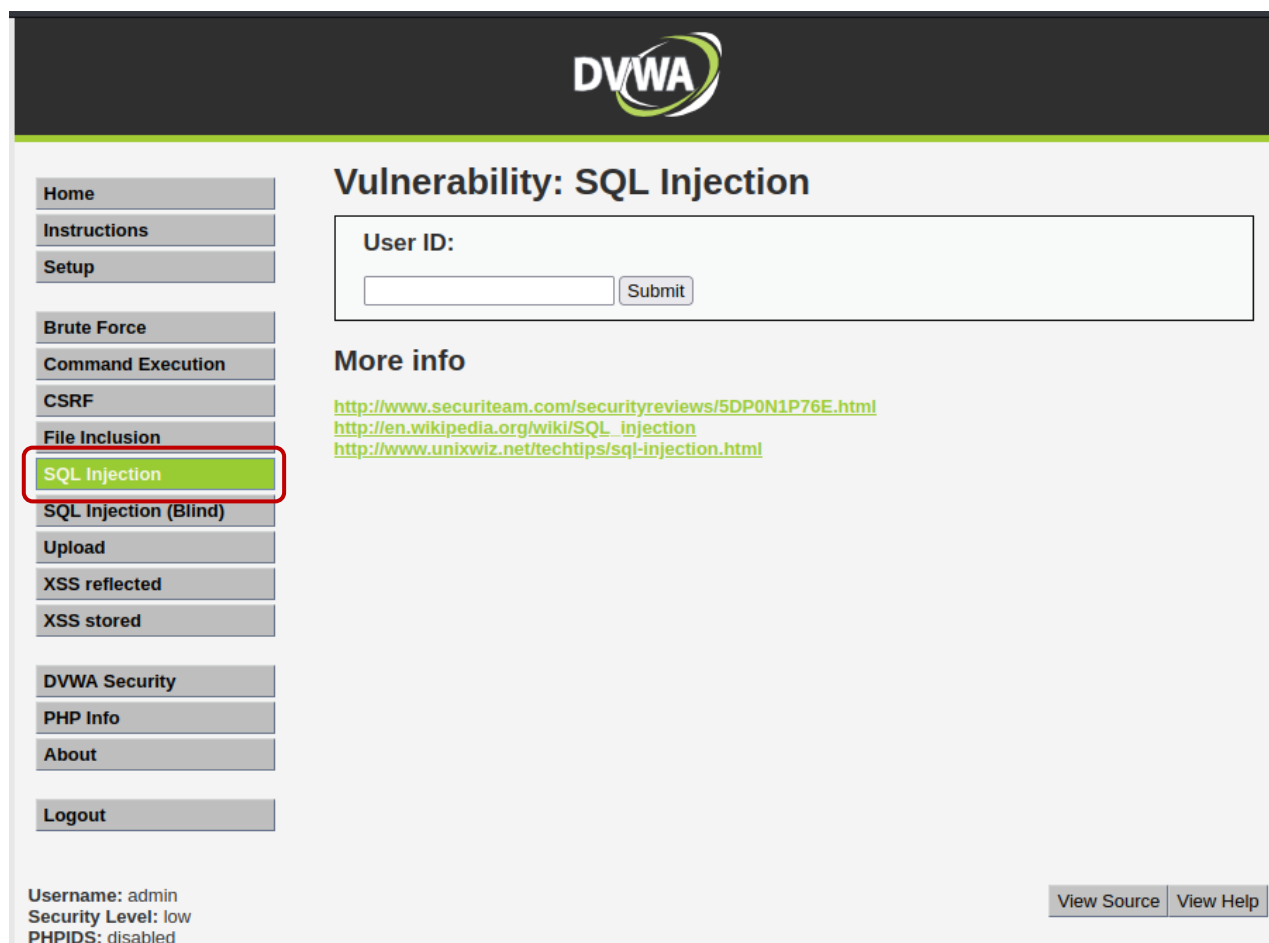 DVWA
Home
Instructions
Setup
Brute Force
Command Execution
CSRF
File Inclusion
SQL Injection
SQL Injection (Blind)
Upload
XSS reflected
XSS stored
DVWA Security
PHP Info
About
Logout
Vulnerability: SQL Injection
User ID:
Submit
More info
http://www.securiteam.com/securityreviews/5DP0N1P76E.html
http://en.wikipedia.org/wiki/SQL_injection
http://www.unixwiz.net/techtips/sql-injection.html
Username: admin
Security Level: low
PHPIDS: disabled
View Source
View Help